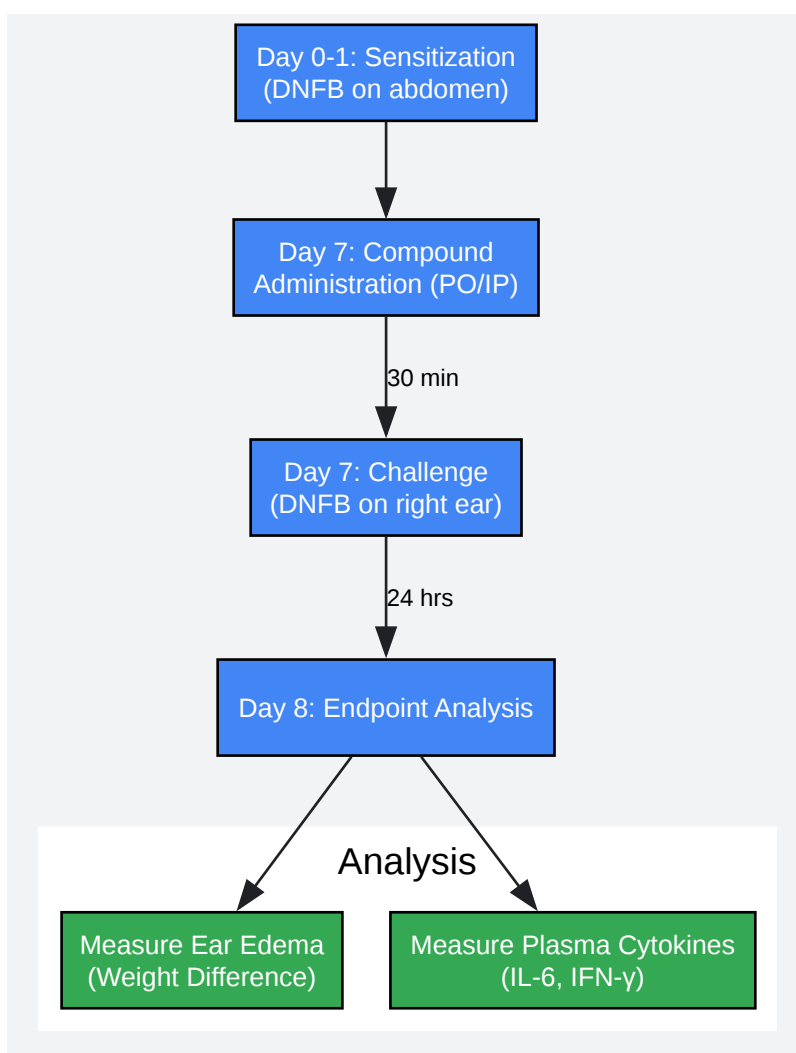 Day 0-1: Sensitization
(DNFB on abdomen)
Day 7: Compound
Administration (PO/IP)
30 min
Day 7: Challenge
(DNFB on right ear)
24 hrs
Day 8: Endpoint Analysis
Analysis
Measure Ear Edema
(Weight Difference)
Measure Plasma Cytokines
(IL-6, IFN-γ)